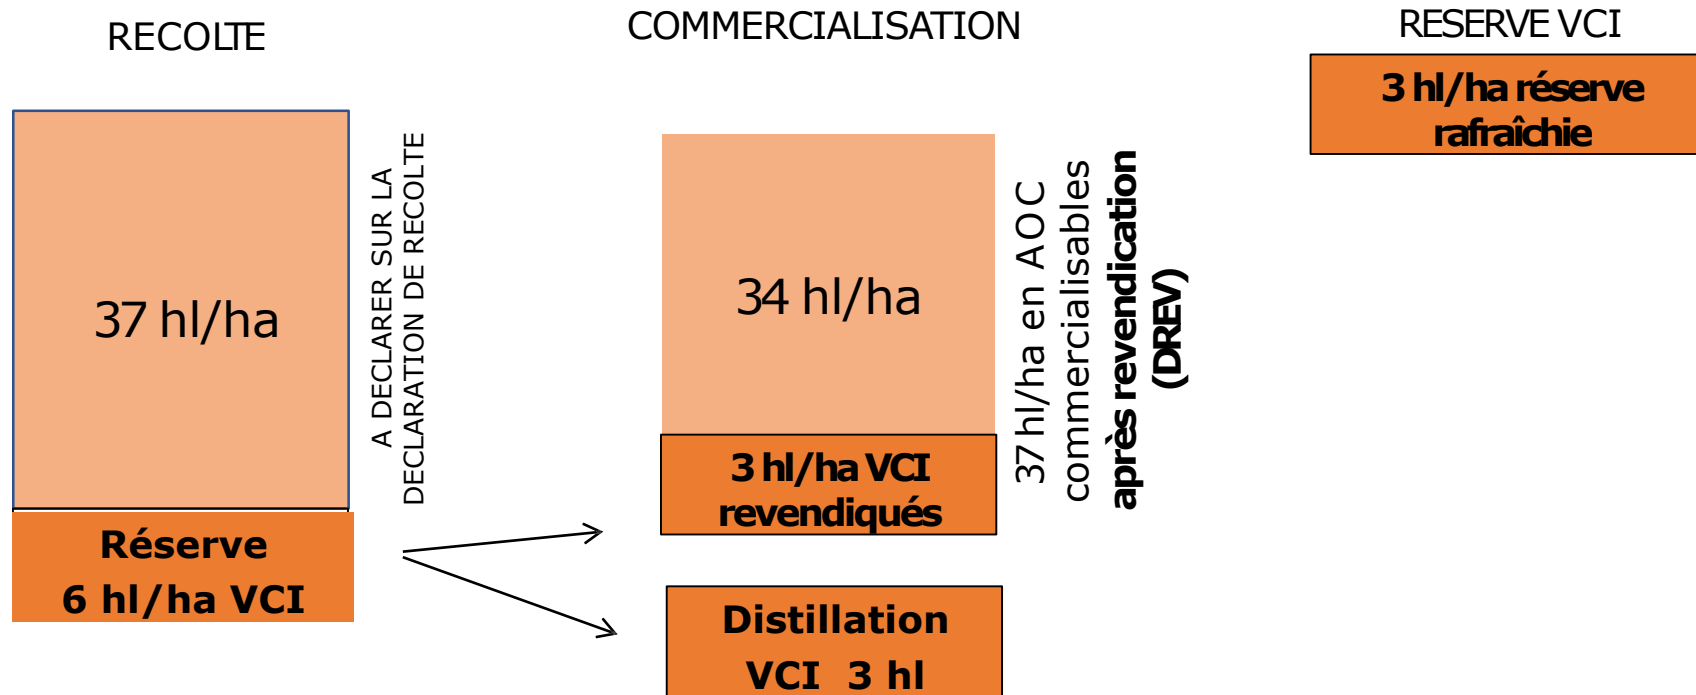 RECOLTE
37 hl/ha
Réserve
6 hl/ha VCI
A DECLARER SUR LA
DECLARATION DE RECOLTE
COMMERCIALISATION
34 hl/ha
3 hl/ha VCI
revendiqués
Distillation
VCI 3 hl
37 hl/ha en AOC
commercialisables
après revendication
(DREV)
RESERVE VCI
3 hl/ha réserve
rafraîchie